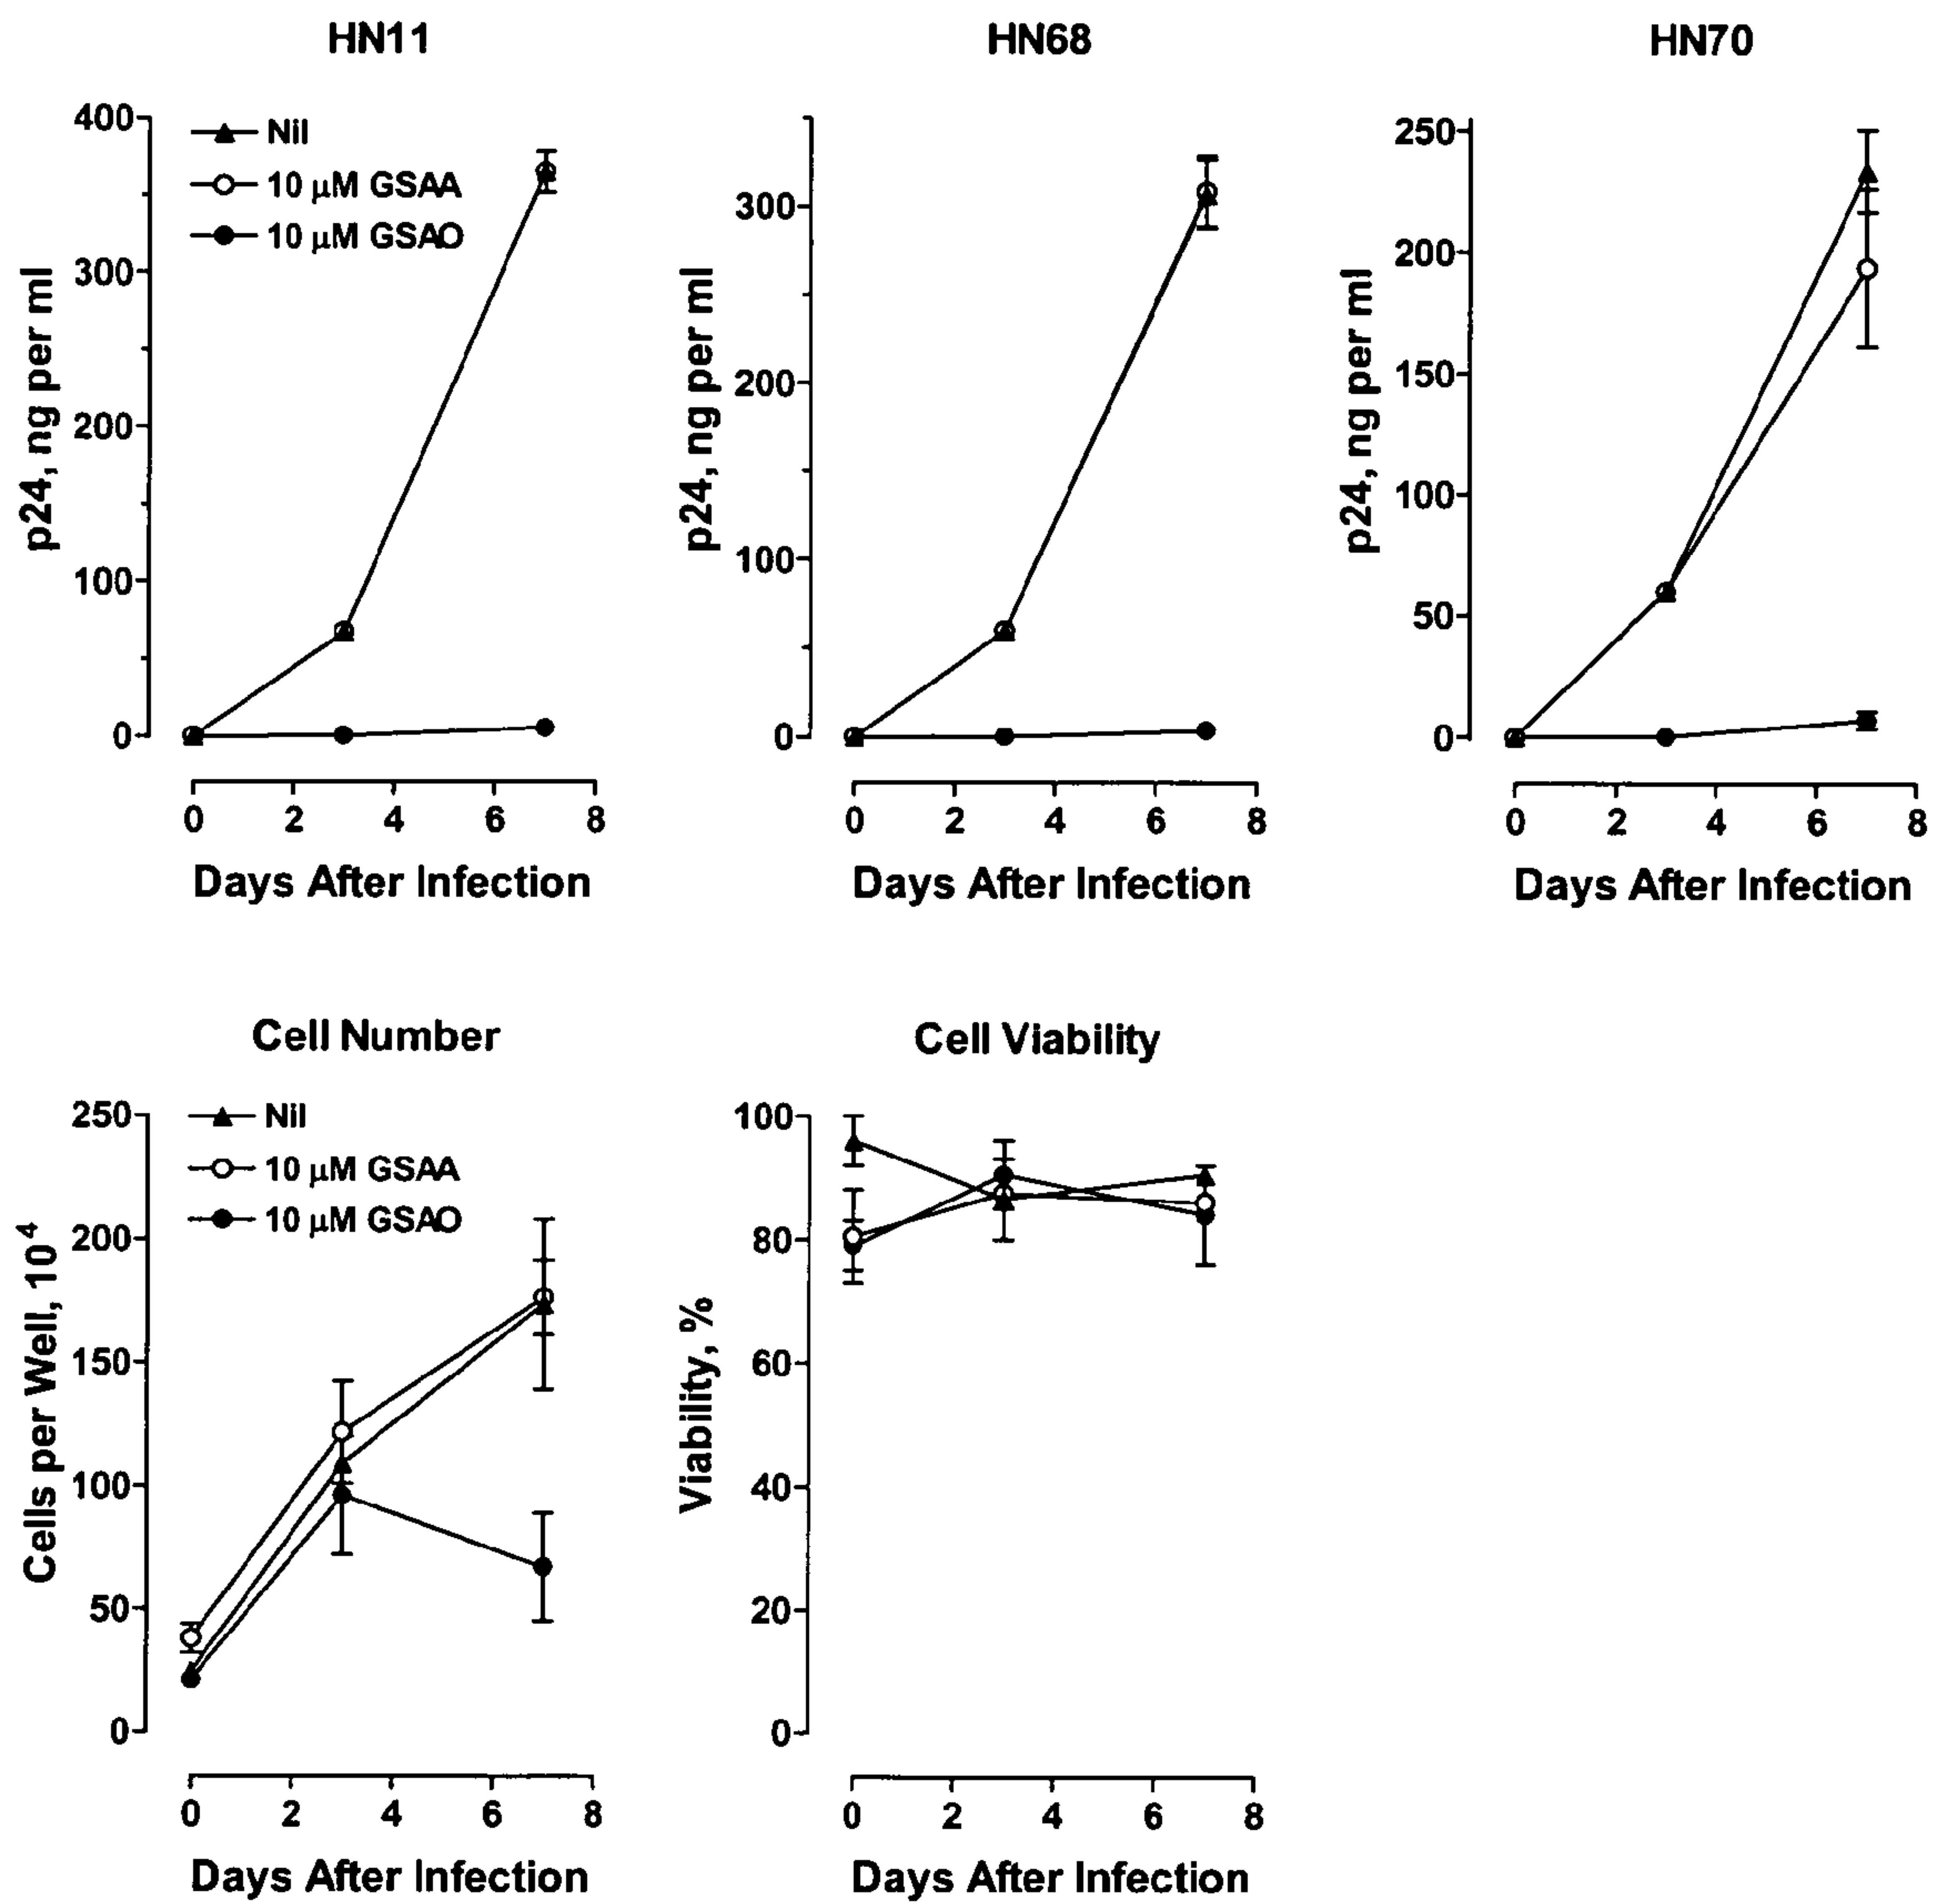 HN11
HN68
HN70
400
300
200
100
0
p24, ng per ml
Nil
10 µM GSAA
10 µM GSAO
0 2 4 6 8
Days After Infection
300
200
100
0
p24, ng per ml
0 2 4 6 8
Days After Infection
250
200
150
100
50
0
p24, ng per ml
0 2 4 6 8
Days After Infection
Cell Number
250
200
150
100
50
0
Cells per Well, 10⁴
Nil
10 µM GSAA
10 µM GSAO
0 2 4 6 8
Days After Infection
Cell Viability
100
80
60
40
20
0
Viability, %
0 2 4 6 8
Days After Infection